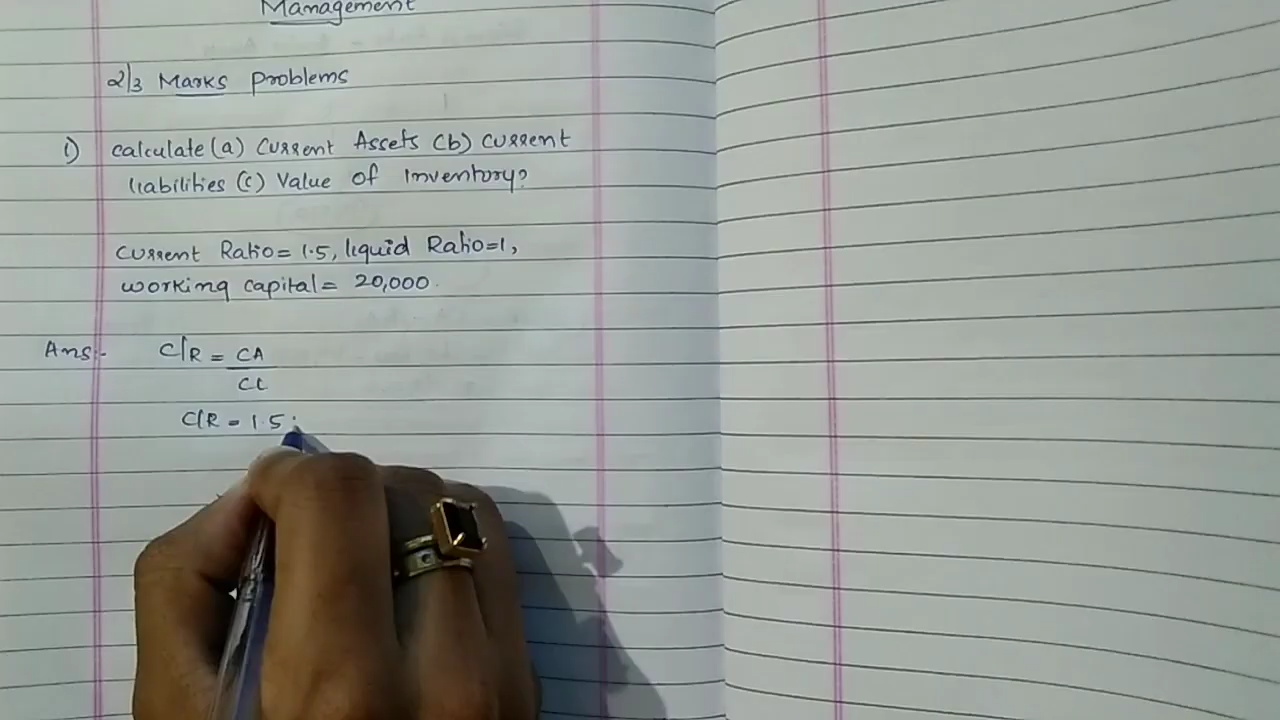 Management
2/3 Marks Problems
1) Calculate (a) Current Assets (b) Current
liabilities (c) Value of Inventory?
Current Ratio = 1.5, liquid Ratio=1,
working capital = 20,000.
Ans:- C/R = CA
CL
C/R = 1.5: